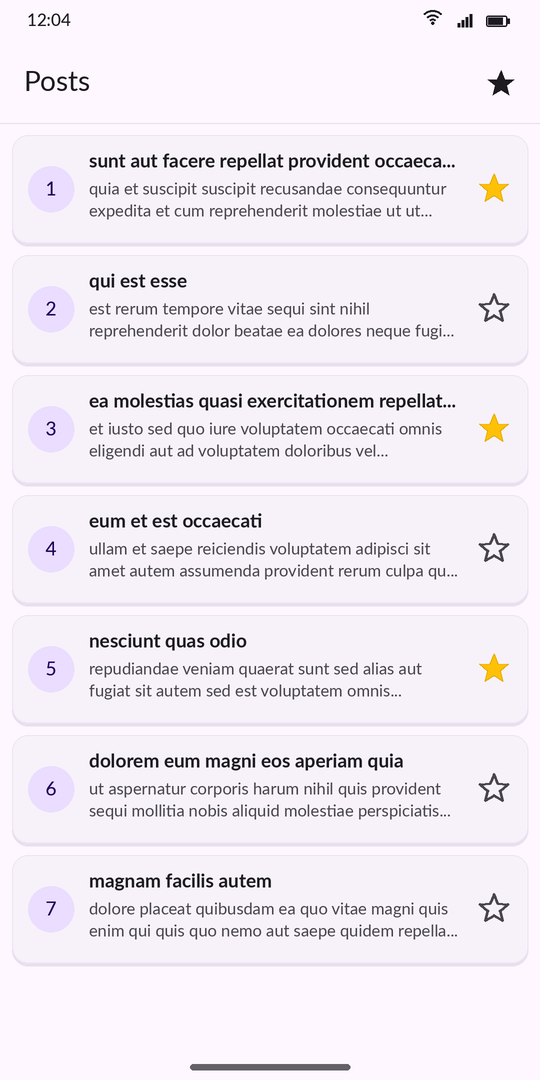 12:04
Posts
1
sunt aut facere repellat provident occaeca...
quia et suscipit suscipit recusandae consequuntur
expedita et cum reprehenderit molestiae ut ut...
2
qui est esse
est rerum tempore vitae sequi sint nihil
reprehenderit dolor beatae ea dolores neque fugi...
3
ea molestias quasi exercitationem repellat...
et iusto sed quo iure voluptatem occaecati omnis
eligendi aut ad voluptatem doloribus vel...
4
eum et est occaecati
ullam et saepe reiciendis voluptatem adipisci sit
amet autem assumenda provident rerum culpa qu...
5
nesciunt quas odio
repudiandae veniam quaerat sunt sed alias aut
fugiat sit autem sed est voluptatem omnis...
6
dolorem eum magni eos aperiam quia
ut aspernatur corporis harum nihil quis provident
sequi mollitia nobis aliquid molestiae perspiciatis...
7
magnam facilis autem
dolore placeat quibusdam ea quo vitae magni quis
enim qui quis quo nemo aut saepe quidem repella...